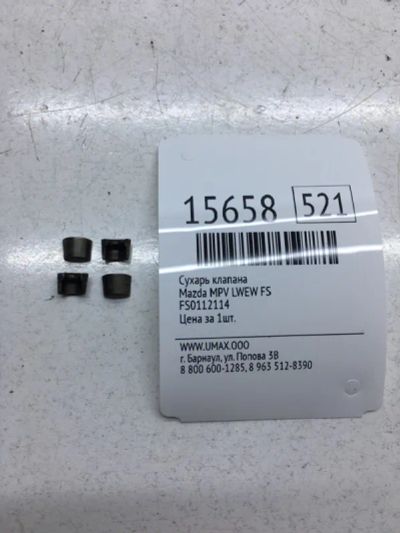 15658 521
Сухарь клапана
Mazda MPV LWEW FS
FS0112114
Цена за 1шт.
WWW.UMAX.OOO
г. Барнаул, ул. Попова 3В
8 800 600-1285, 8 963 512-8390